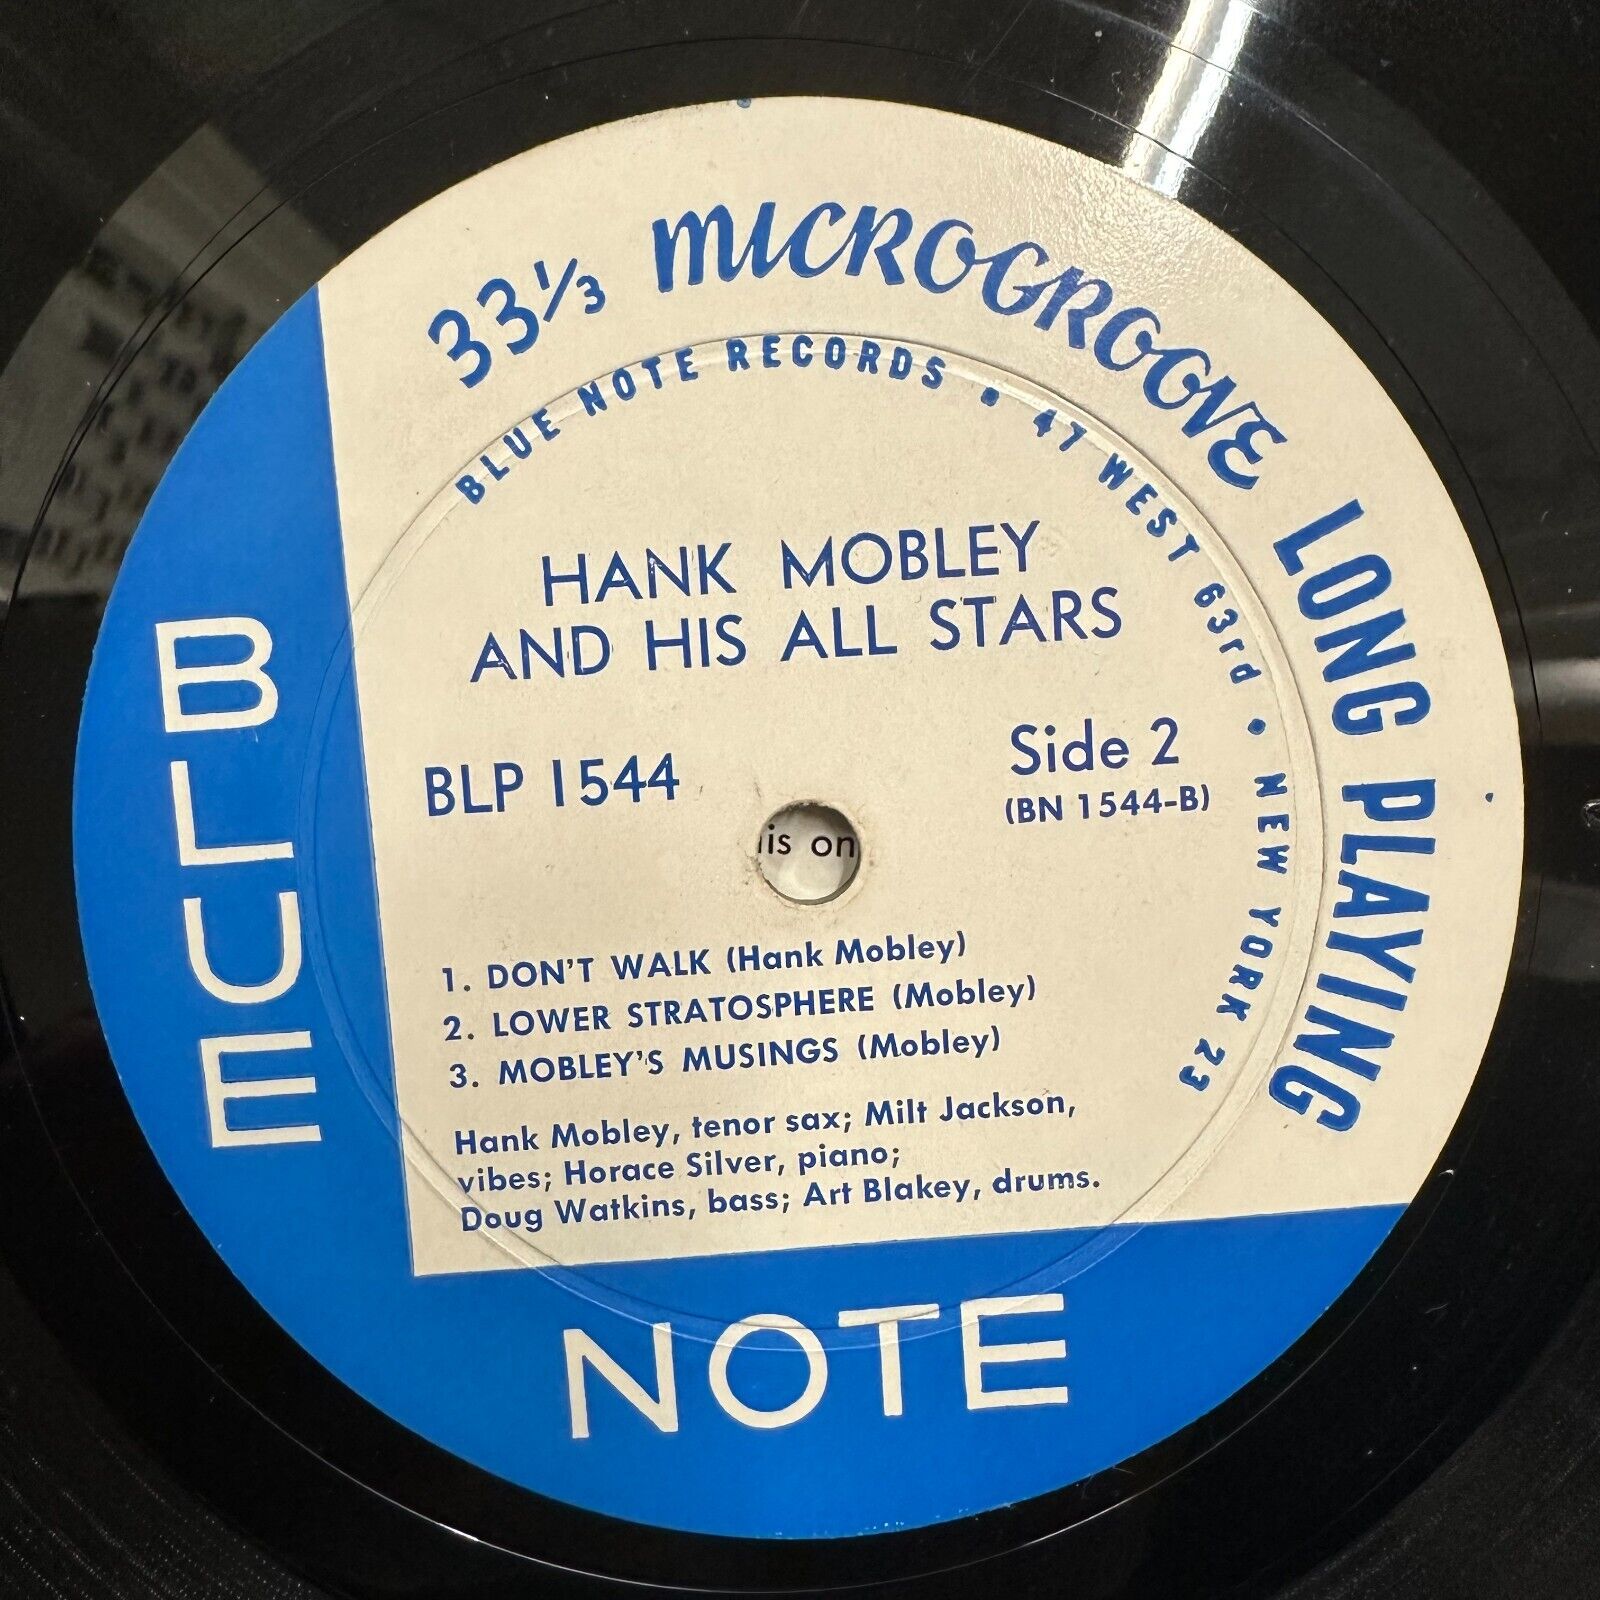 33⅓ MICROGROOVE LONG PLAYING
BLUE NOTE RECORDS • 47 WEST 63rd • NEW YORK 23
HANK MOBLEY
AND HIS ALL STARS
BLP 1544
Side 2
(BN 1544-B)
is on
1. DON'T WALK (Hank Mobley)
2. LOWER STRATOSPHERE (Mobley)
3. MOBLEY'S MUSINGS (Mobley)
Hank Mobley, tenor sax; Milt Jackson,
vibes; Horace Silver, piano;
Doug Watkins, bass; Art Blakey, drums.
BLUE
NOTE